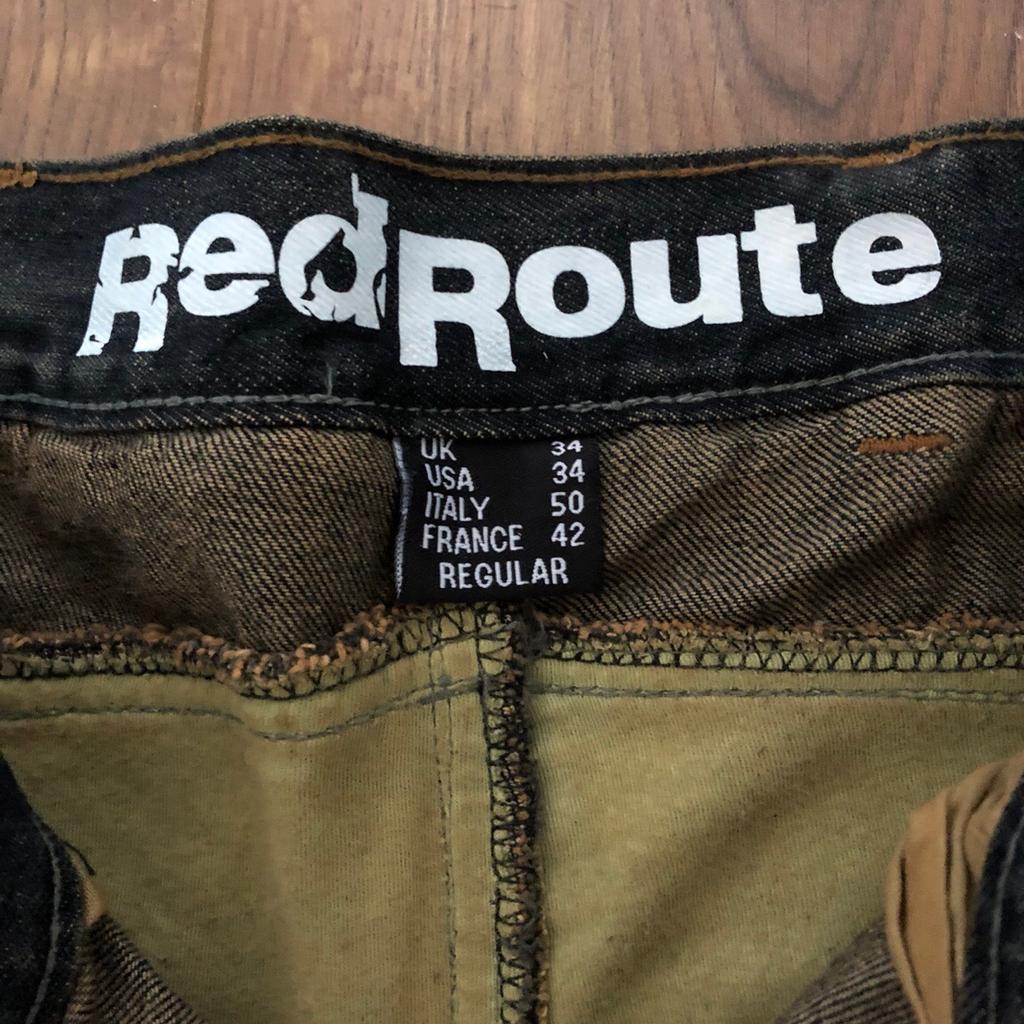 RedRoute
UK 34
USA 34
ITALY 50
FRANCE 42
REGULAR